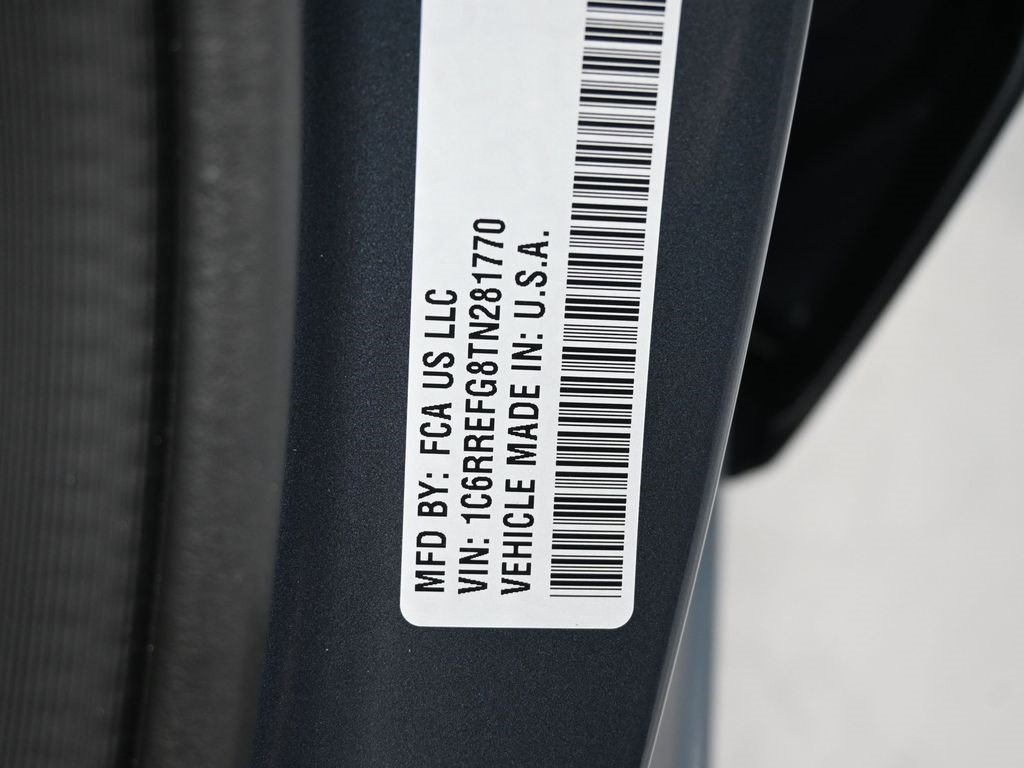 MFD BY: FCA US LLC
VIN: 1C6RREFG8TN281770
VEHICLE MADE IN: U.S.A.